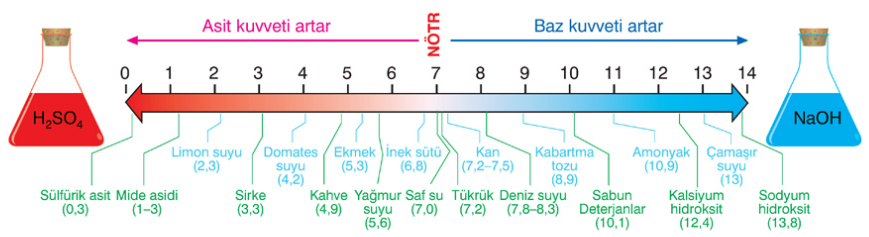 Asit kuvveti artar
NÖTR
Baz kuvveti artar
0 1 2 3 4 5 6 7 8 9 10 11 12 13 14
H₂SO₄
NaOH
Limon suyu
(2,3)
Domates
suyu
(4,2)
Ekmek
(5,3)
İnek sütü
(6,8)
Kan
(7,2–7,5)
Kabartma
tozu
(8,9)
Amonyak
(10,9)
Çamaşır
suyu
(13)
Sülfürik asit
(0,3)
Mide asidi
(1–3)
Sirke
(3,3)
Kahve
(4,9)
Yağmur
suyu
(5,6)
Saf su
(7,0)
Tükrük
(7,2)
Deniz suyu
(7,8–8,3)
Sabun
Deterjanlar
(10,1)
Kalsiyum
hidroksit
(12,4)
Sodyum
hidroksit
(13,8)